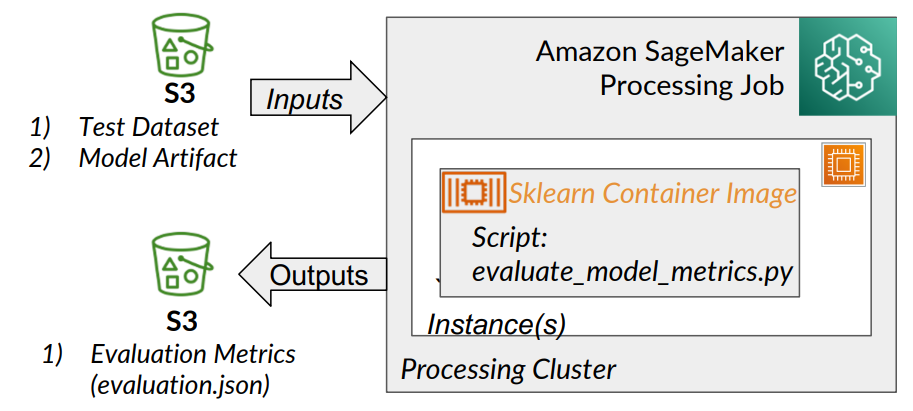 S3
1) Test Dataset
2) Model Artifact
Inputs
Amazon SageMaker
Processing Job
Sklearn Container Image
Script:
evaluate_model_metrics.py
Instance(s)
Processing Cluster
Outputs
S3
1) Evaluation Metrics
(evaluation.json)